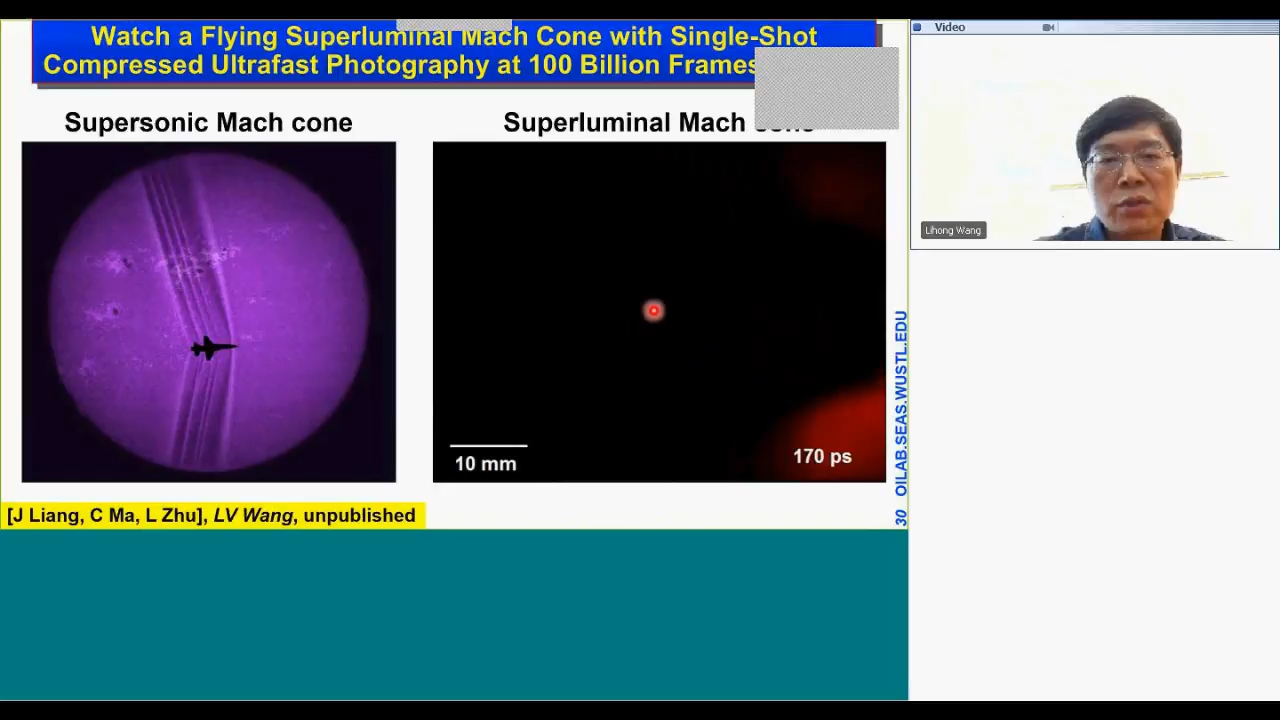 Watch a Flying Superluminal Mach Cone with Single-Shot
Compressed Ultrafast Photography at 100 Billion Frames
Supersonic Mach cone
Superluminal Mach cone
10 mm
170 ps
30 OILAB.SEAS.WUSTL.EDU
[J Liang, C Ma, L Zhu], LV Wang, unpublished
Video
Lihong Wang